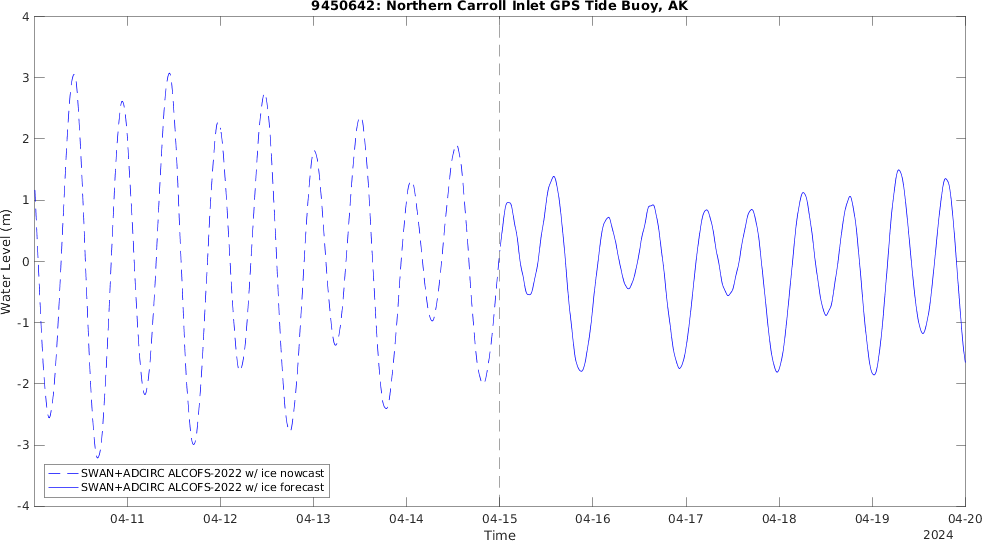 9450642: Northern Carroll Inlet GPS Tide Buoy, AK
4
3
2
1
0
-1
-2
-3
-4
Water Level (m)
SWAN+ADCIRC ALCOFS-2022 w/ ice nowcast
SWAN+ADCIRC ALCOFS-2022 w/ ice forecast
04-11 04-12 04-13 04-14 04-15 04-16 04-17 04-18 04-19 04-20
Time
2024